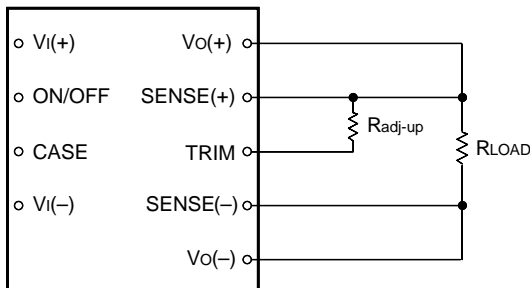 VI(+)
VO(+)
ON/OFF
SENSE(+)
Radj-up
RLOAD
CASE
TRIM
VI(–)
SENSE(–)
VO(–)